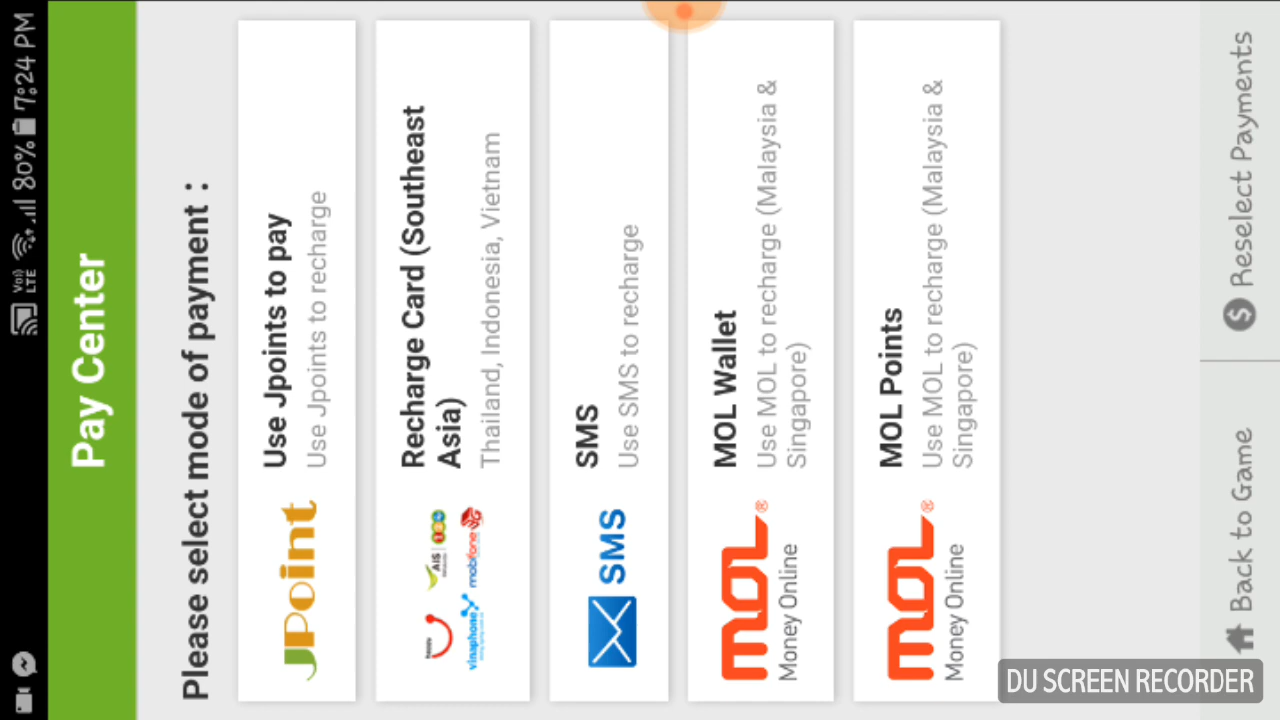 VoLTE 80% 7:24 PM
Pay Center
Please select mode of payment :
JPoint
Use Jpoints to pay
Use Jpoints to recharge
happy AIS
vinaphone mobifone
Recharge Card (Southeast
Asia)
Thailand, Indonesia, Vietnam
SMS
SMS
Use SMS to recharge
MOL®
Money Online
MOL Wallet
Use MOL to recharge (Malaysia &
Singapore)
MOL®
Money Online
MOL Points
Use MOL to recharge (Malaysia &
Singapore)
Back to Game
Reselect Payments
DU SCREEN RECORDER